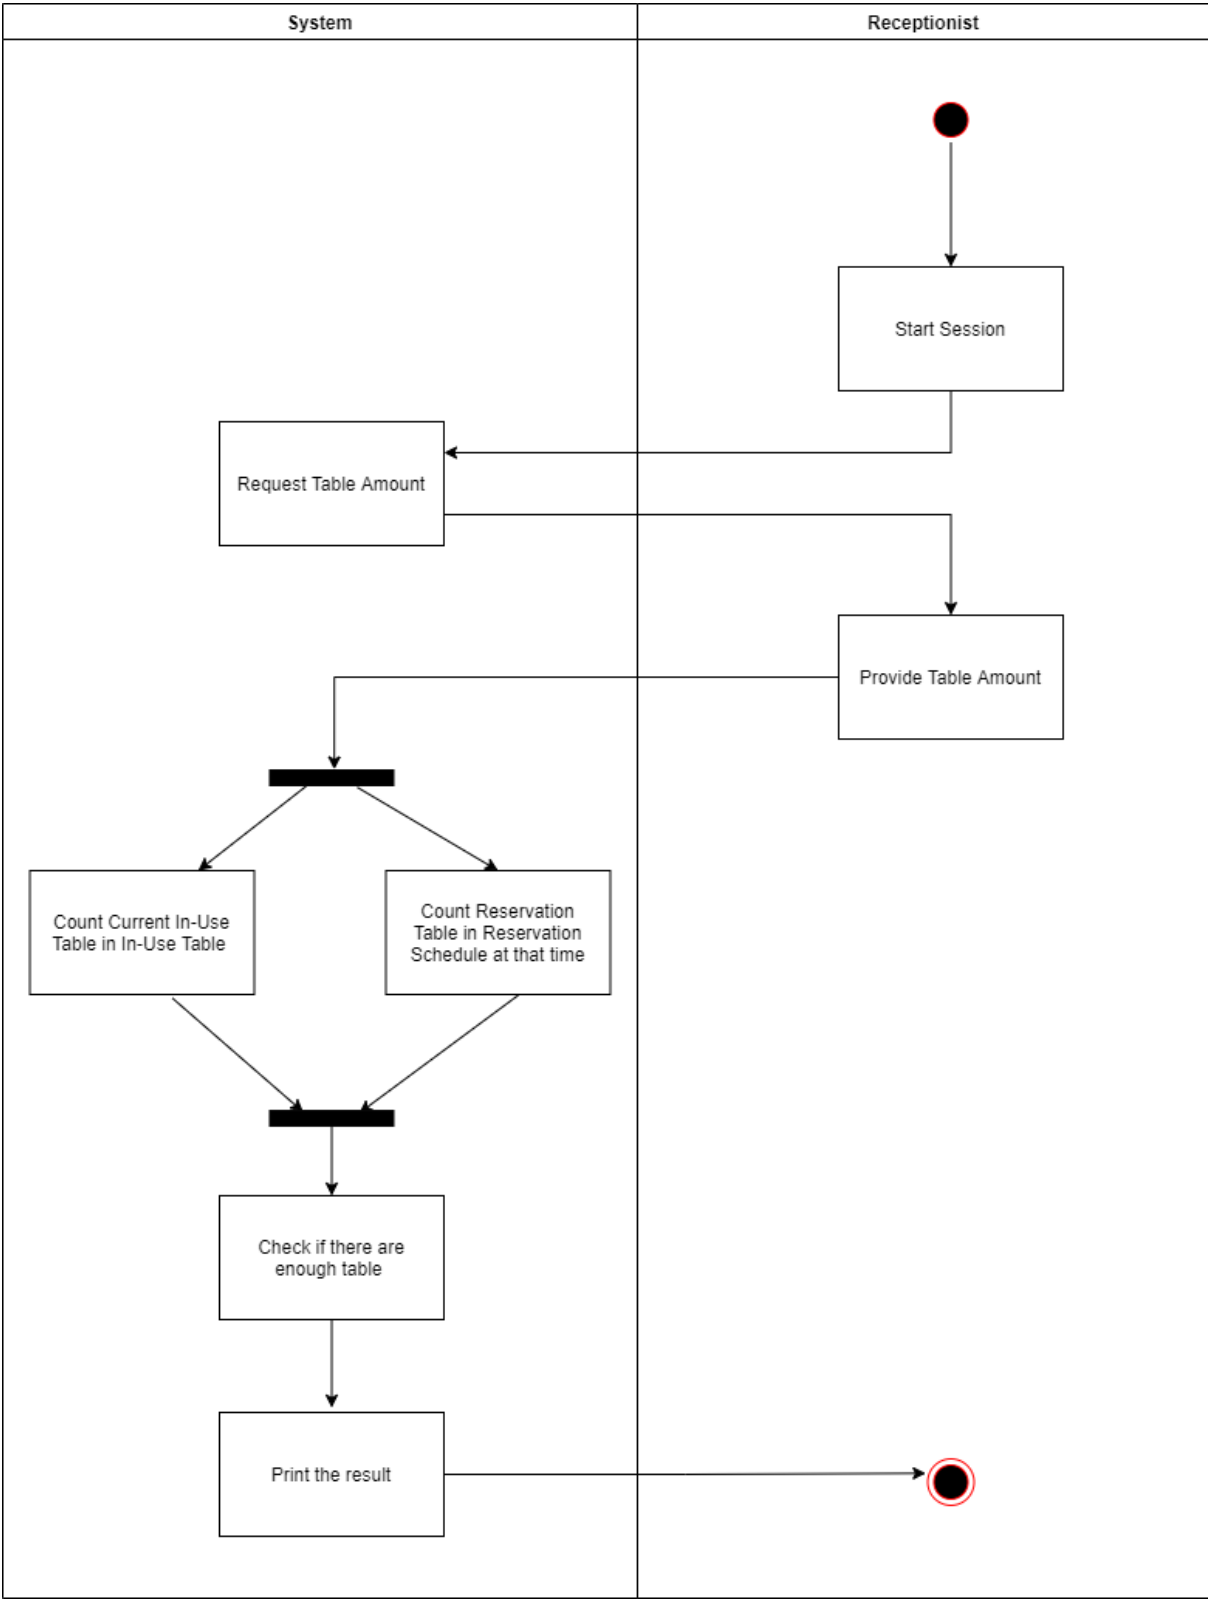 System
Receptionist
Start Session
Request Table Amount
Provide Table Amount
Count Current In-Use
Table in In-Use Table
Count Reservation
Table in Reservation
Schedule at that time
Check if there are
enough table
Print the result